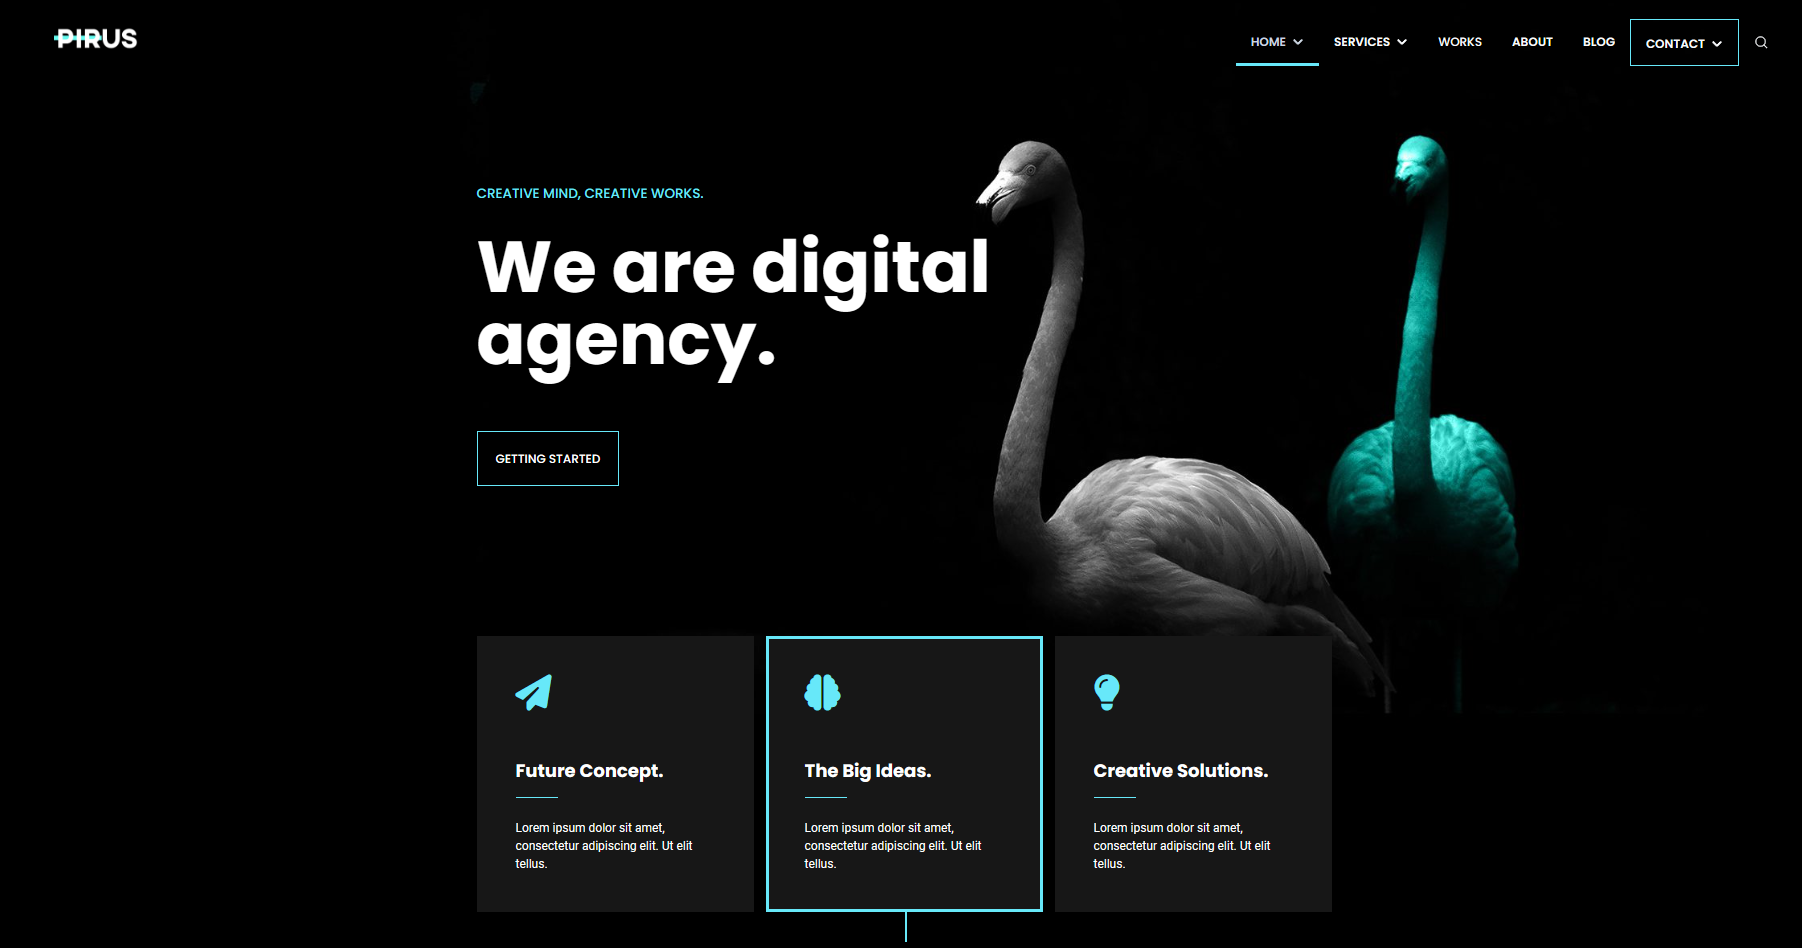 PIRUS
HOME
SERVICES
WORKS
ABOUT
BLOG
CONTACT
CREATIVE MIND, CREATIVE WORKS.
We are digital
agency.
GETTING STARTED
Future Concept.
Lorem ipsum dolor sit amet,
consectetur adipiscing elit. Ut elit
tellus.
The Big Ideas.
Lorem ipsum dolor sit amet,
consectetur adipiscing elit. Ut elit
tellus.
Creative Solutions.
Lorem ipsum dolor sit amet,
consectetur adipiscing elit. Ut elit
tellus.